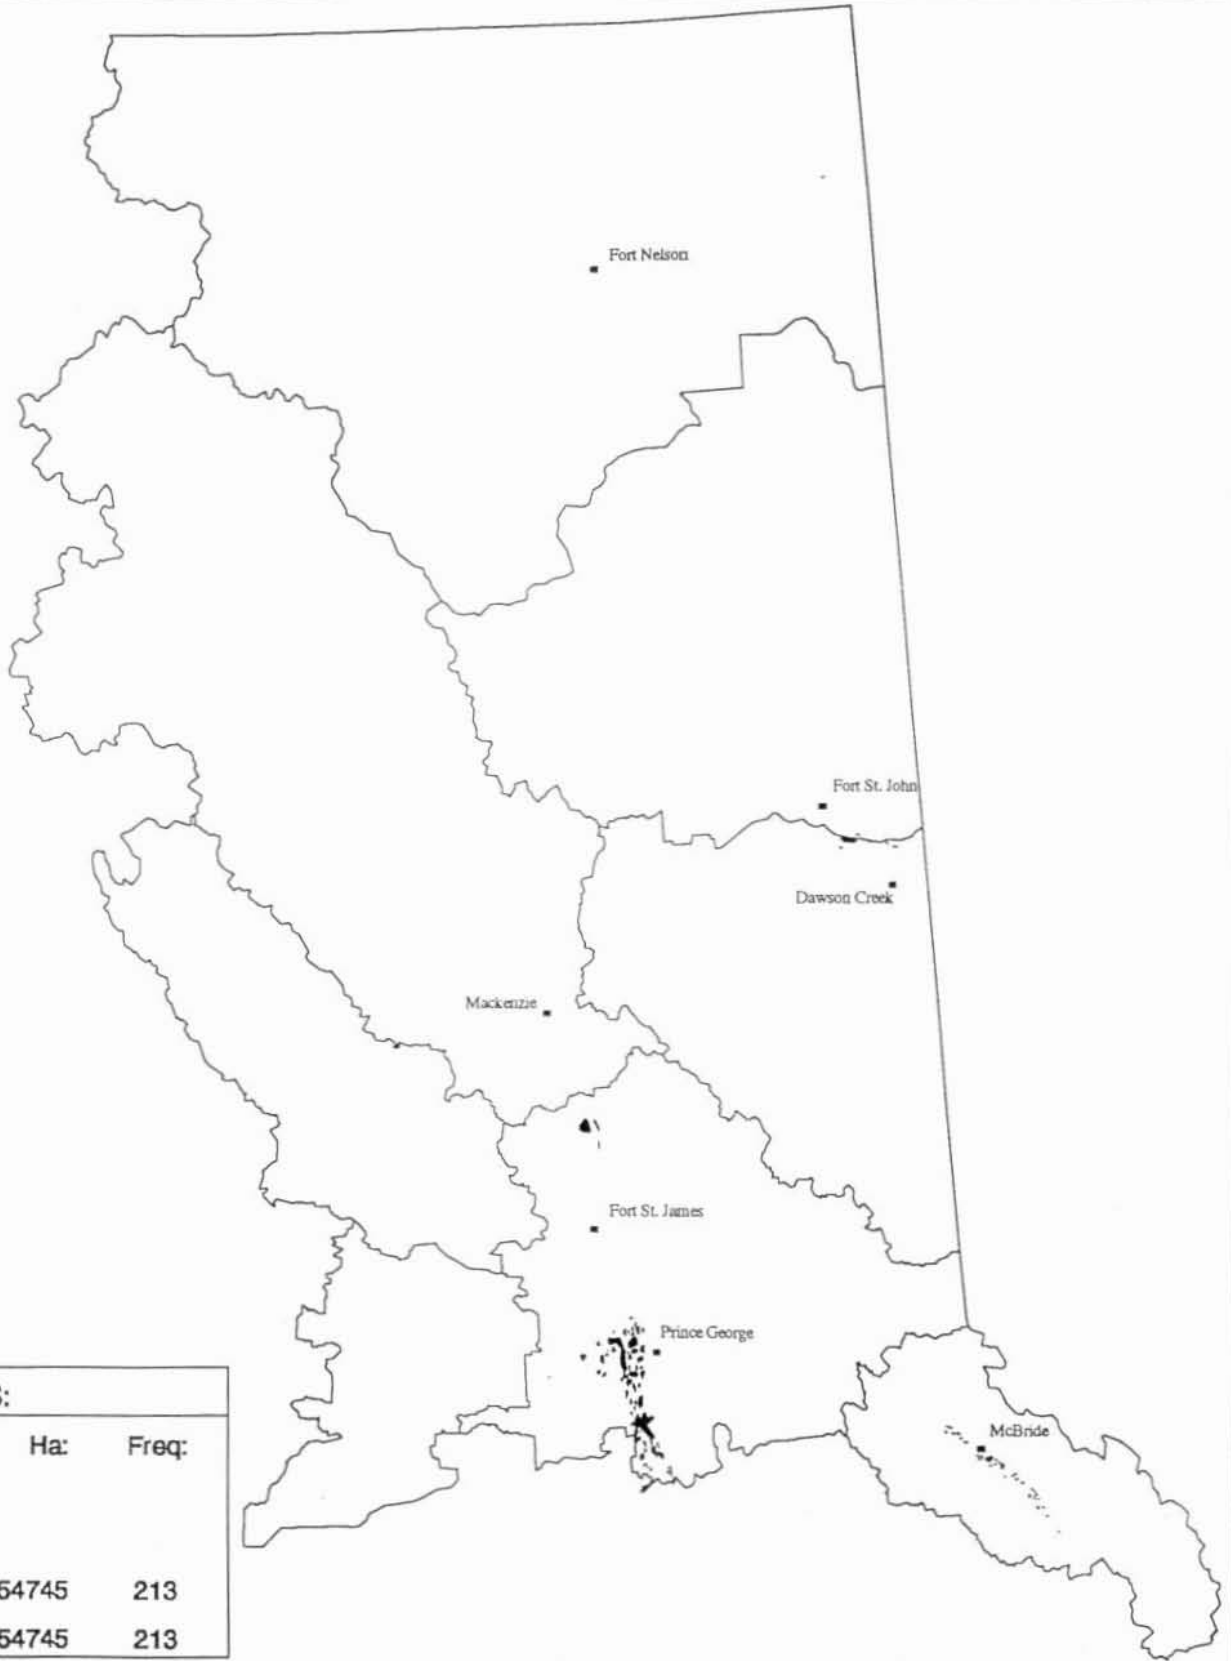 Fort Nelson
Fort St. John
Dawson Creek
Mackenzie
Fort St. James
Prince George
McBride
Ha: Freq:
54745 213
54745 213